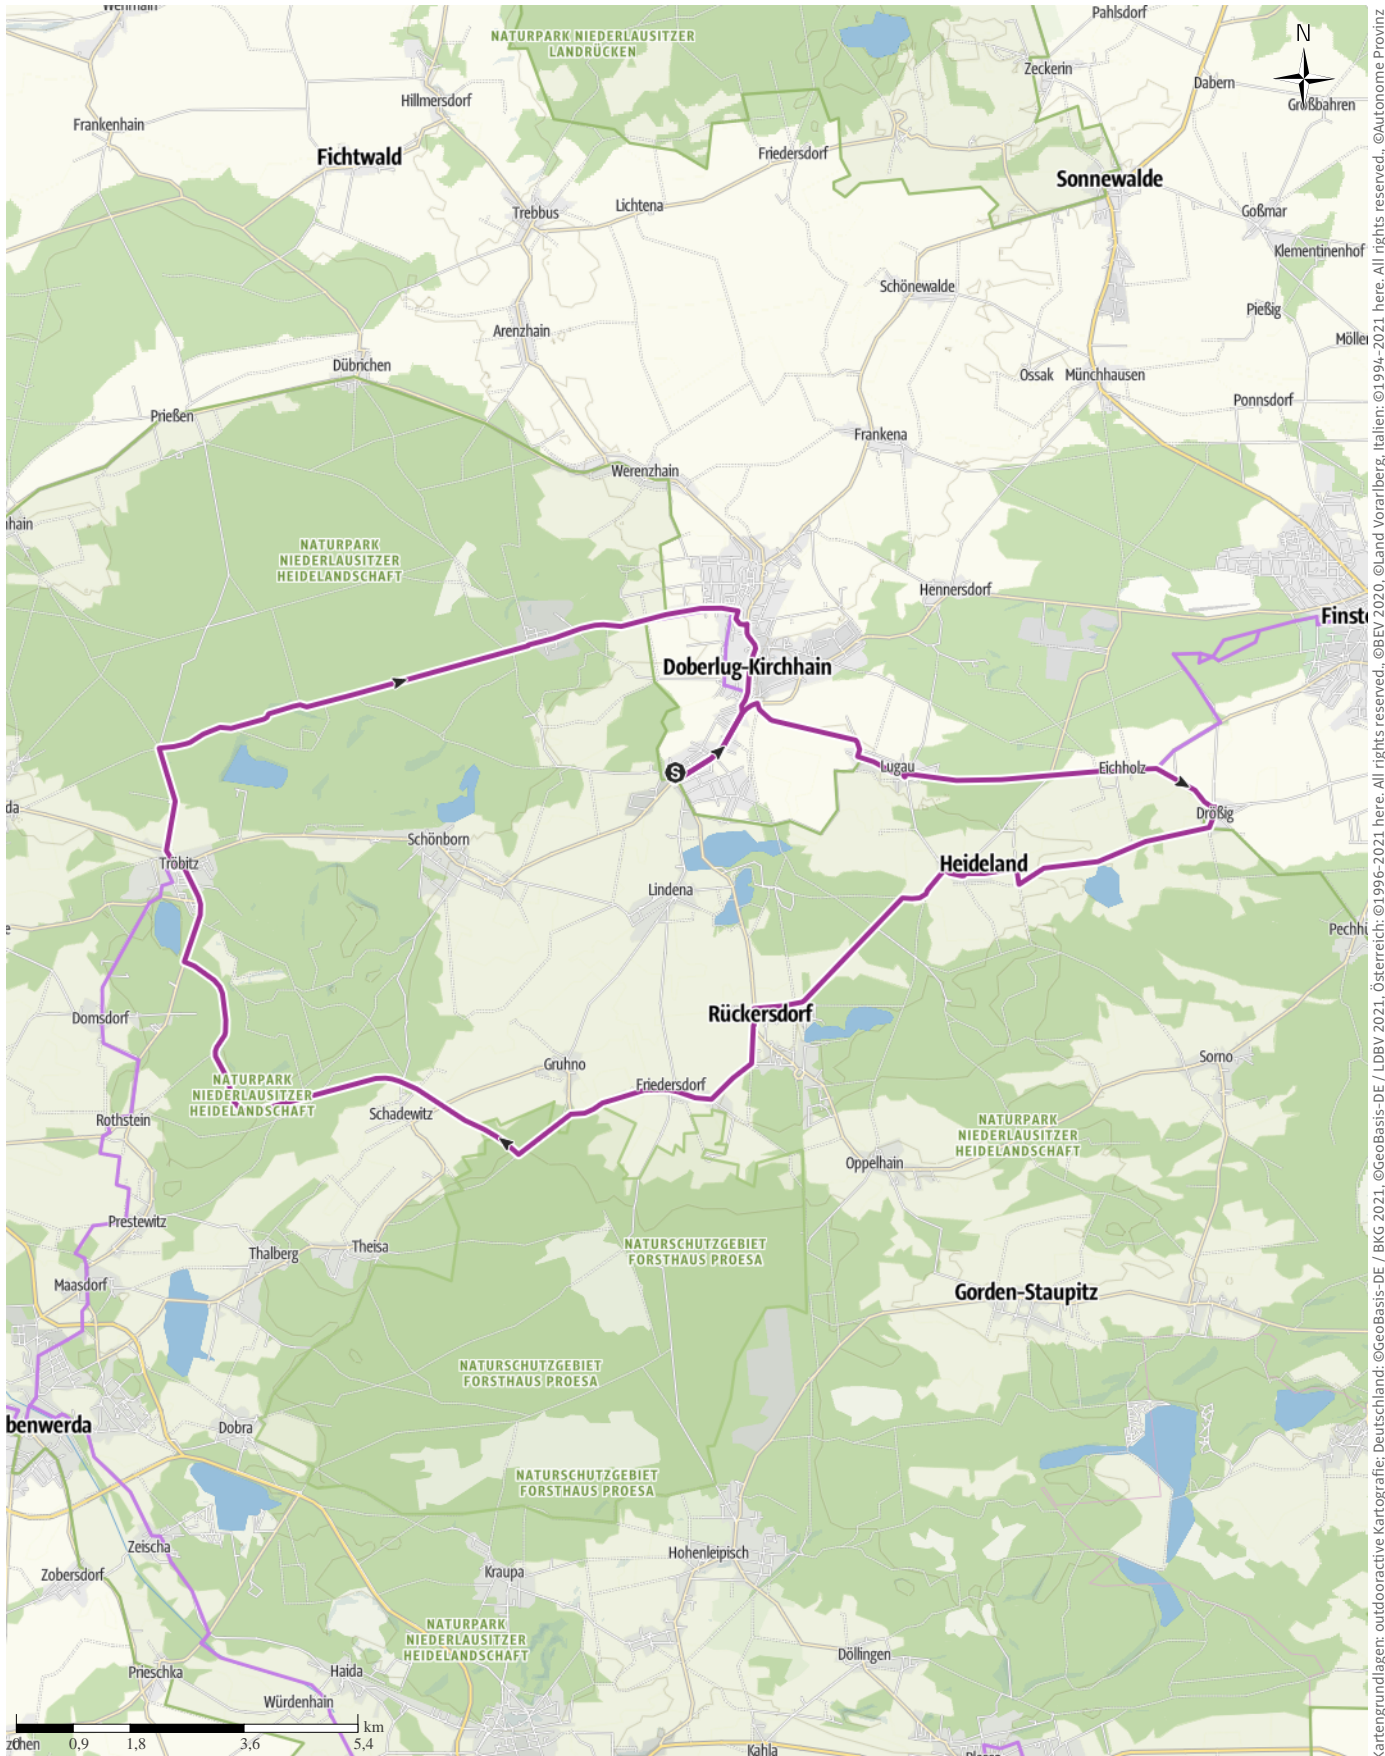 Pahlsdorf
NATURPARK NIEDERLAUSITZER
LANDRÜCKEN
N
Zeckerin
Dabern
Großbahren
Hillmersdorf
Frankenhain
Fichtwald
Friedersdorf
Sonnewalde
Trebbus
Lichtena
Goßmar
Klementinenhof
Schönewalde
Pießig
Arenzhain
Möller
Dübrichen
Ossak
Münchhausen
Ponnsdorf
Prießen
Frankena
Werenzhain
nhain
NATURPARK
NIEDERLAUSITZER
HEIDELANDSCHAFT
Hennersdorf
Finste
Doberlug-Kirchhain
S
Lugau
Eichholz
da
Drößig
Schönborn
Tröbitz
Heideland
Lindena
Pechhü
Domsdorf
Rückersdorf
Sorno
Gruhno
Friedersdorf
NATURPARK
NIEDERLAUSITZER
HEIDELANDSCHAFT
Schadewitz
Rothstein
NATURPARK
NIEDERLAUSITZER
HEIDELANDSCHAFT
Oppelhain
Prestewitz
Thalberg
Theisa
NATURSCHUTZGEBIET
FORSTHAUS PROESA
Maasdorf
Gorden-Staupitz
NATURSCHUTZGEBIET
FORSTHAUS PROESA
benwerda
Dobra
NATURSCHUTZGEBIET
FORSTHAUS PROESA
Zeischa
Hohenleipisch
Zobersdorf
Kraupa
NATURPARK
NIEDERLAUSITZER
HEIDELANDSCHAFT
Döllingen
Prieschka
Haida
Würdenhain
km
0,9 1,8 3,6 5,4
Kahla
artengrundlagen: outdooractive Kartografie; Deutschland: ©GeoBasis-DE / BKG 2021, ©GeoBasis-DE / LDBV 2021, Österreich: ©1996-2021 here. All rights reserved., ©BEV 2020, ©Land Vorarlberg, Italien: ©1994-2021 here. All rights reserved., ©Autonome Provinz